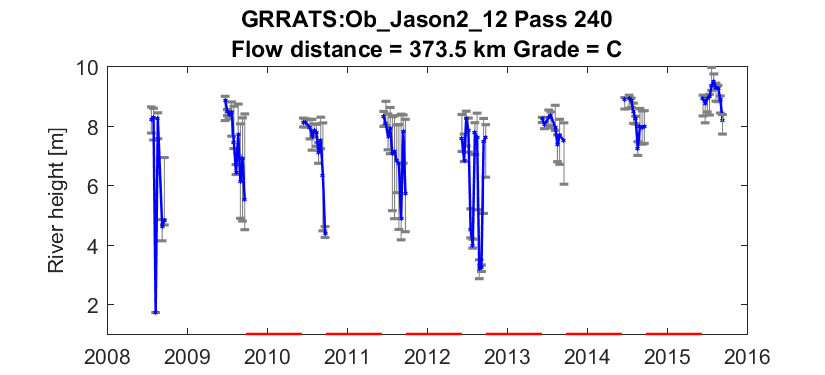 GRRATS:Ob_Jason2_12 Pass 240
Flow distance = 373.5 km Grade = C
River height [m]
10
8
6
4
2
2008 2009 2010 2011 2012 2013 2014 2015 2016